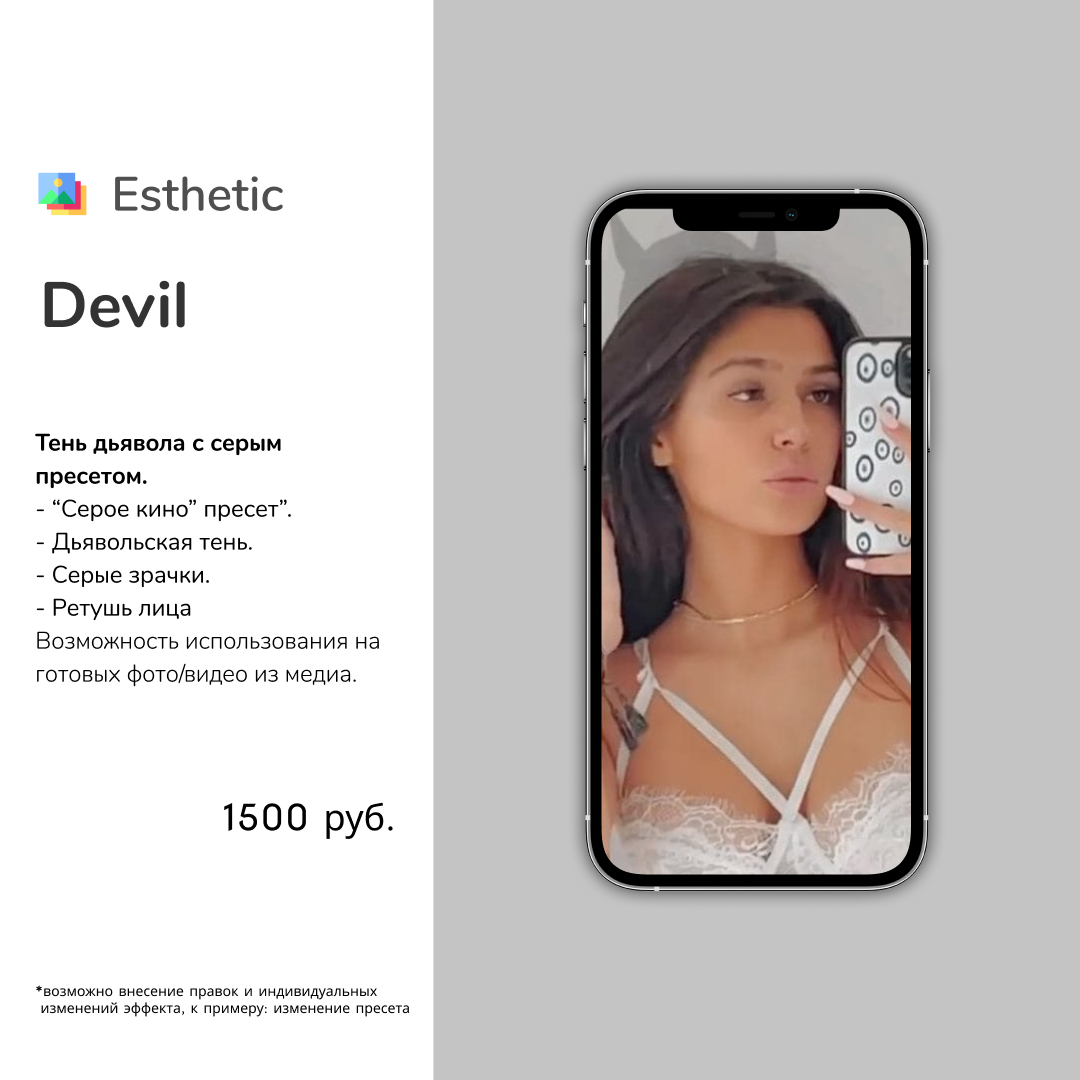 Esthetic
Devil
Тень дьявола с серым
пресетом.
- “Серое кино” пресет”.
- Дьявольская тень.
- Серые зрачки.
- Ретушь лица
Возможность использования на
готовых фото/видео из медиа.
1500 руб.
*возможно внесение правок и индивидуальных
изменений эффекта, к примеру: изменение пресета